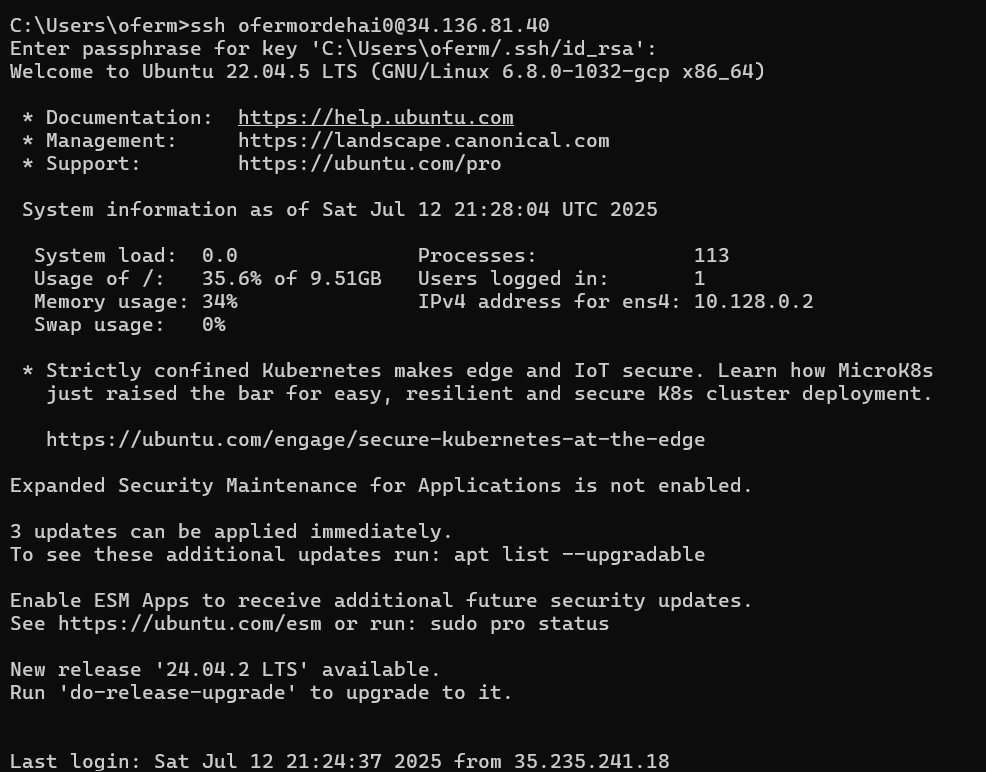 C:\Users\oferm>ssh ofermordehai0@34.136.81.40
Enter passphrase for key 'C:\Users\oferm/.ssh/id_rsa':
Welcome to Ubuntu 22.04.5 LTS (GNU/Linux 6.8.0-1032-gcp x86_64)

 * Documentation:  https://help.ubuntu.com
 * Management:     https://landscape.canonical.com
 * Support:        https://ubuntu.com/pro

 System information as of Sat Jul 12 21:28:04 UTC 2025

  System load:  0.0               Processes:             113
  Usage of /:   35.6% of 9.51GB   Users logged in:       1
  Memory usage: 34%               IPv4 address for ens4: 10.128.0.2
  Swap usage:   0%

 * Strictly confined Kubernetes makes edge and IoT secure. Learn how MicroK8s
   just raised the bar for easy, resilient and secure K8s cluster deployment.

   https://ubuntu.com/engage/secure-kubernetes-at-the-edge

Expanded Security Maintenance for Applications is not enabled.

3 updates can be applied immediately.
To see these additional updates run: apt list --upgradable

Enable ESM Apps to receive additional future security updates.
See https://ubuntu.com/esm or run: sudo pro status

New release '24.04.2 LTS' available.
Run 'do-release-upgrade' to upgrade to it.


Last login: Sat Jul 12 21:24:37 2025 from 35.235.241.18